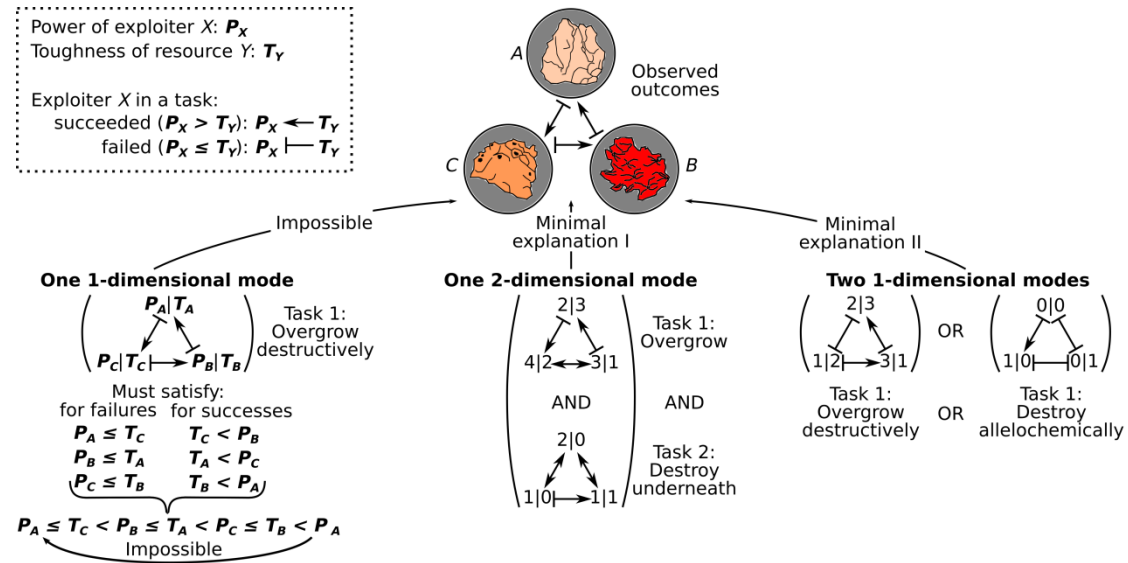 Power of exploiter X: P_X
Toughness of resource Y: T_Y
Exploiter X in a task:
succeeded (P_X > T_Y): P_X ← T_Y
failed (P_X ≤ T_Y): P_X |— T_Y
A
Observed
outcomes
C
B
Impossible
Minimal
explanation I
Minimal
explanation II
One 1-dimensional mode
P_A|T_A
P_C|T_C
P_B|T_B
Task 1:
Overgrow
destructively
Must satisfy:
for failures
for successes
P_A ≤ T_C
T_C < P_B
P_B ≤ T_A
T_A < P_C
P_C ≤ T_B
T_B < P_A
P_A ≤ T_C < P_B ≤ T_A < P_C ≤ T_B < P_A
Impossible
One 2-dimensional mode
2|3
4|2
3|1
Task 1:
Overgrow
AND
AND
2|0
1|0
1|1
Task 2:
Destroy
underneath
Two 1-dimensional modes
2|3
1|2
3|1
OR
0|0
1|0
0|1
Task 1:
Overgrow
destructively
OR
Task 1:
Destroy
allelochemically